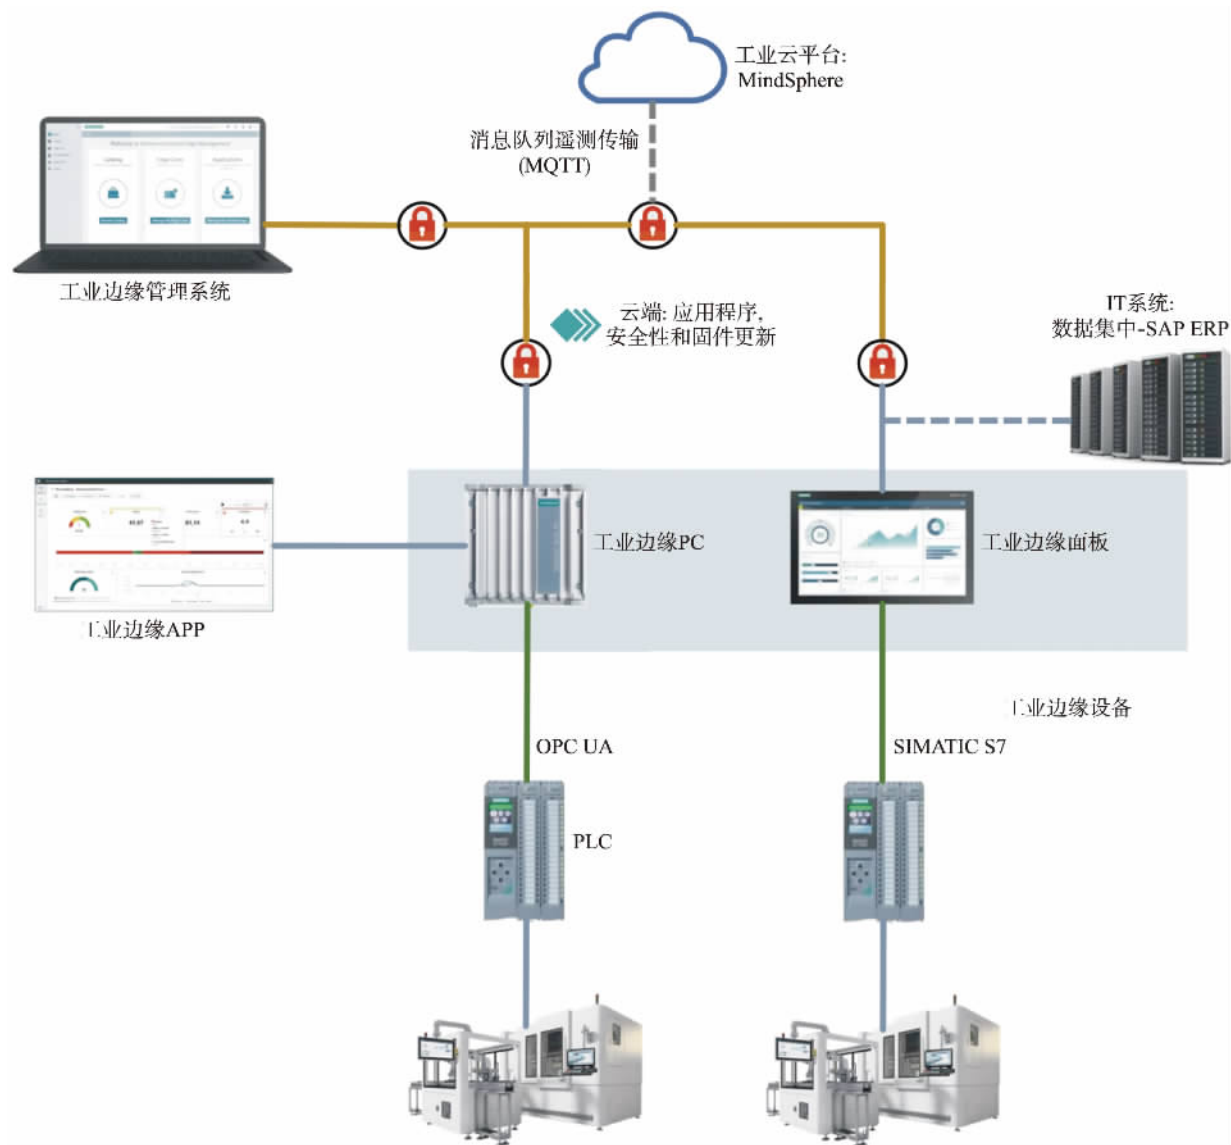 工业云平台:
MindSphere
消息队列遥测传输
(MQTT)
工业边缘管理系统
云端: 应用程序,
安全性和固件更新
IT系统:
数据集中-SAP ERP
工业边缘PC
工业边缘面板
工业边缘APP
工业边缘设备
OPC UA
SIMATIC S7
PLC